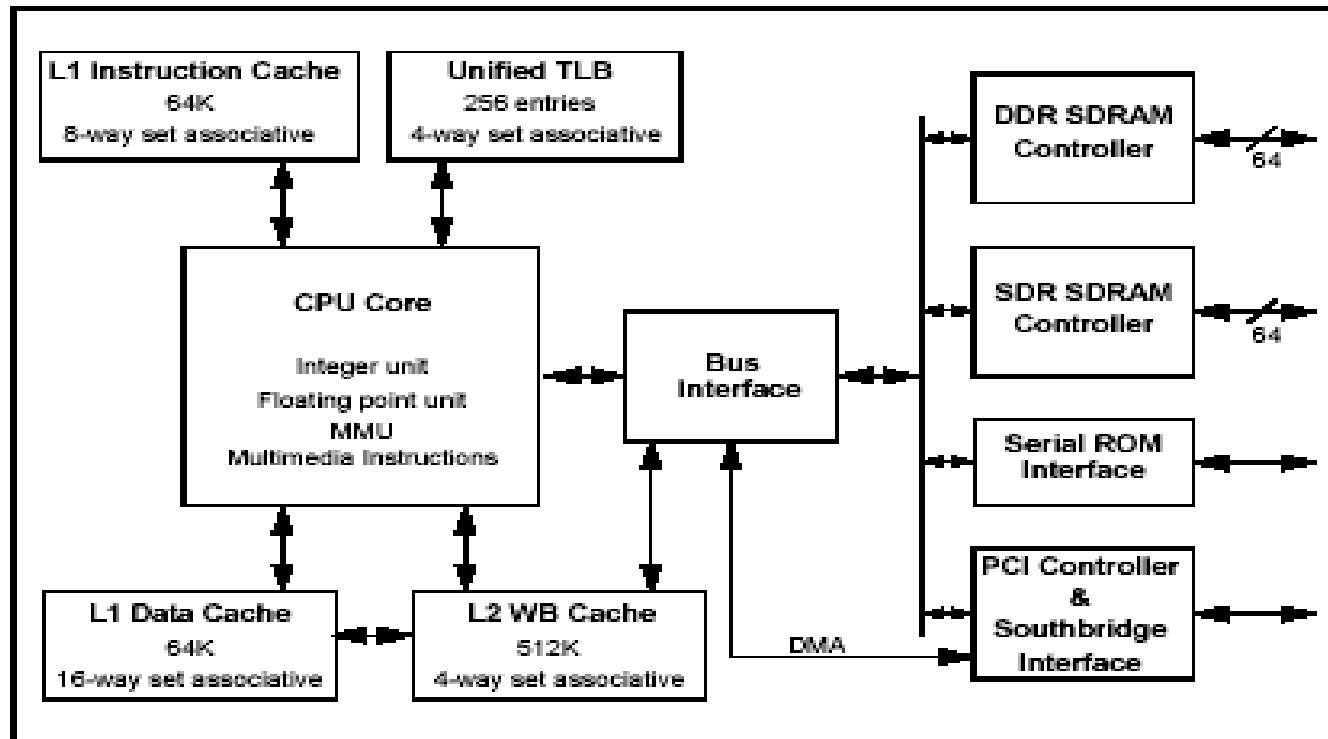 L1 Instruction Cache
64K
8-way set associative
Unified TLB
256 entries
4-way set associative
DDR SDRAM
Controller
64
CPU Core
Integer unit
Floating point unit
MMU
Multimedia Instructions
Bus
Interface
SDR SDRAM
Controller
64
Serial ROM
Interface
L1 Data Cache
64K
16-way set associative
L2 WB Cache
512K
4-way set associative
DMA
PCI Controller
&
Southbridge
Interface